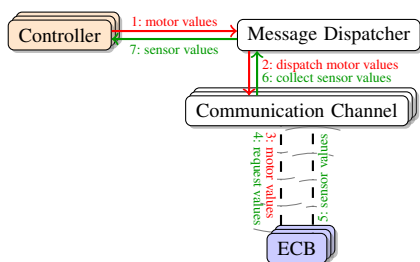 1: motor values
Controller
Message Dispatcher
7: sensor values
2: dispatch motor values
6: collect sensor values
Communication Channel
3: motor values
4: request values
5: sensor values
ECB